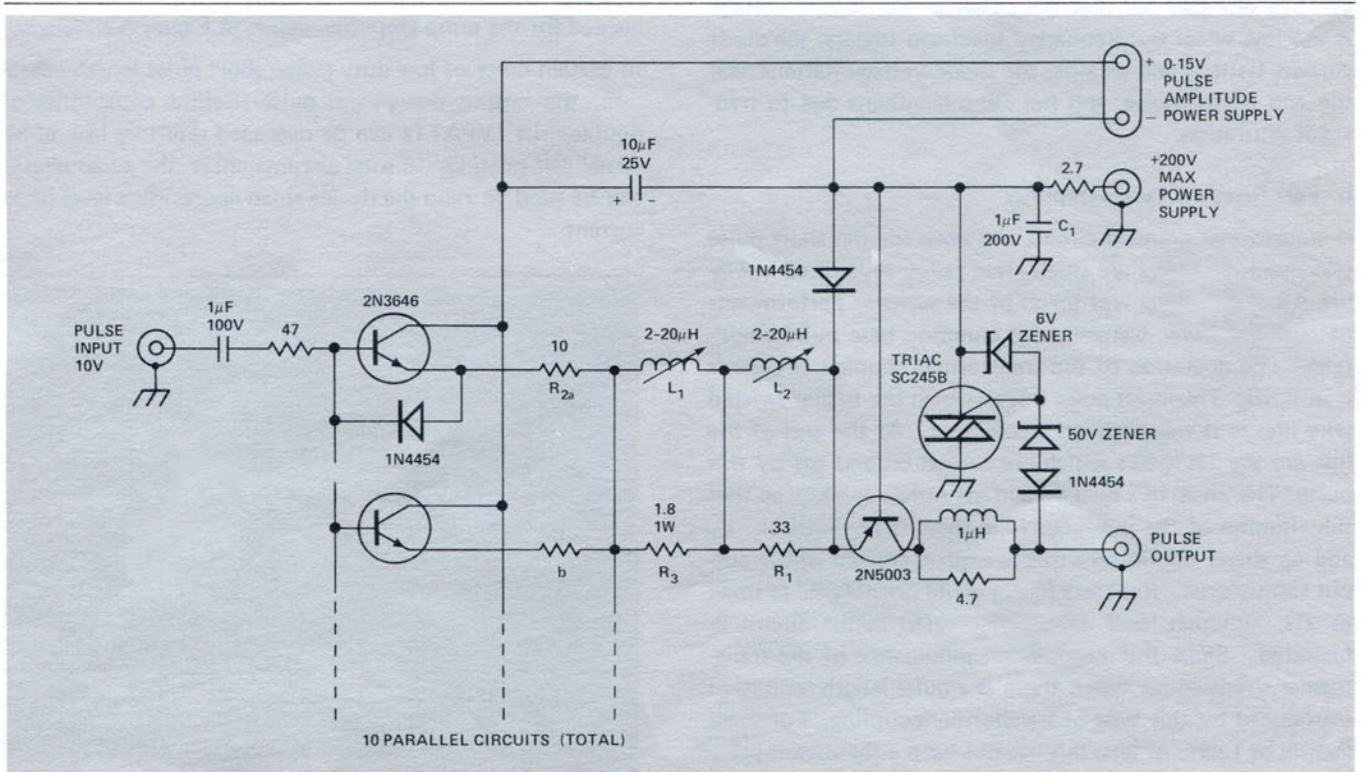 + 0-15V
PULSE
AMPLITUDE
− POWER SUPPLY
10μF
25V
+ −
2.7
+200V
MAX
POWER
SUPPLY
1μF
200V
C1
1N4454
6V
ZENER
1μF
100V
47
2N3646
PULSE
INPUT
10V
10
R2a
2-20μH
L1
2-20μH
L2
TRIAC
SC245B
50V ZENER
1N4454
1N4454
1.8
1W
R3
.33
R1
b
2N5003
1μH
4.7
PULSE
OUTPUT
10 PARALLEL CIRCUITS (TOTAL)